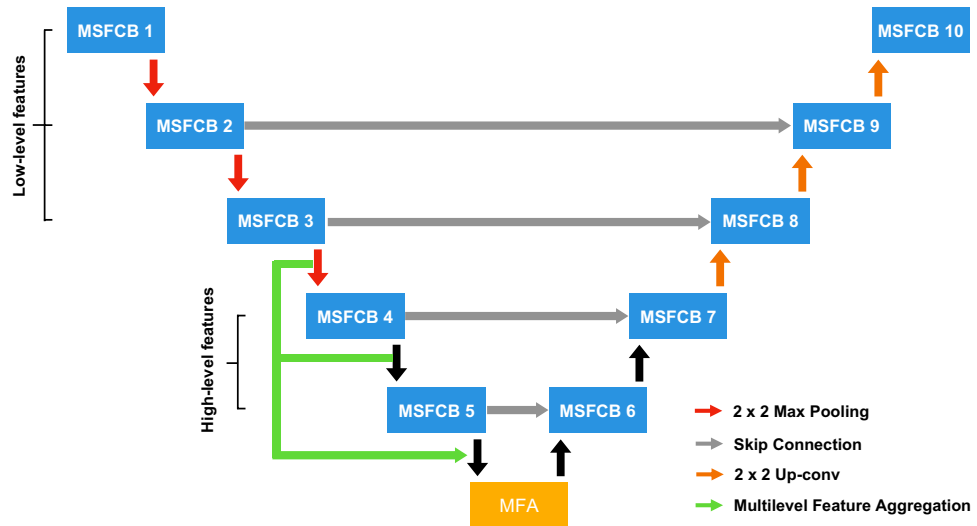 MSFCB 1
MSFCB 10
Low-level features
MSFCB 2
MSFCB 9
MSFCB 3
MSFCB 8
High-level features
MSFCB 4
MSFCB 7
MSFCB 5
MSFCB 6
MFA
2 x 2 Max Pooling
Skip Connection
2 x 2 Up-conv
Multilevel Feature Aggregation